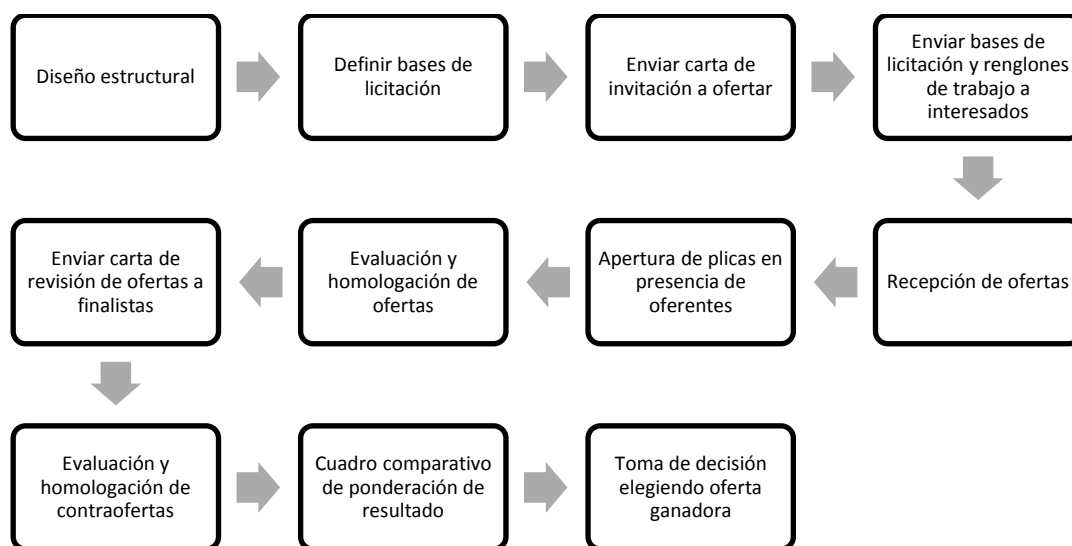 Diseño estructural
Definir bases de
licitación
Enviar carta de
invitación a ofertar
Enviar bases de
licitación y renglones
de trabajo a
interesados
Recepción de ofertas
Apertura de plicas en
presencia de
oferentes
Evaluación y
homologación de
ofertas
Enviar carta de
revisión de ofertas a
finalistas
Evaluación y
homologación de
contraofertas
Cuadro comparativo
de ponderación de
resultado
Toma de decisión
elegiendo oferta
ganadora